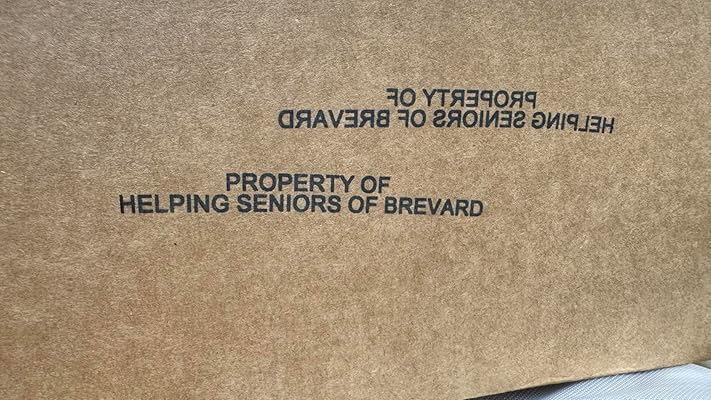 PROPERTY OF
HELPING SENIORS OF BREVARD
PROPERTY OF
HELPING SENIORS OF BREVARD